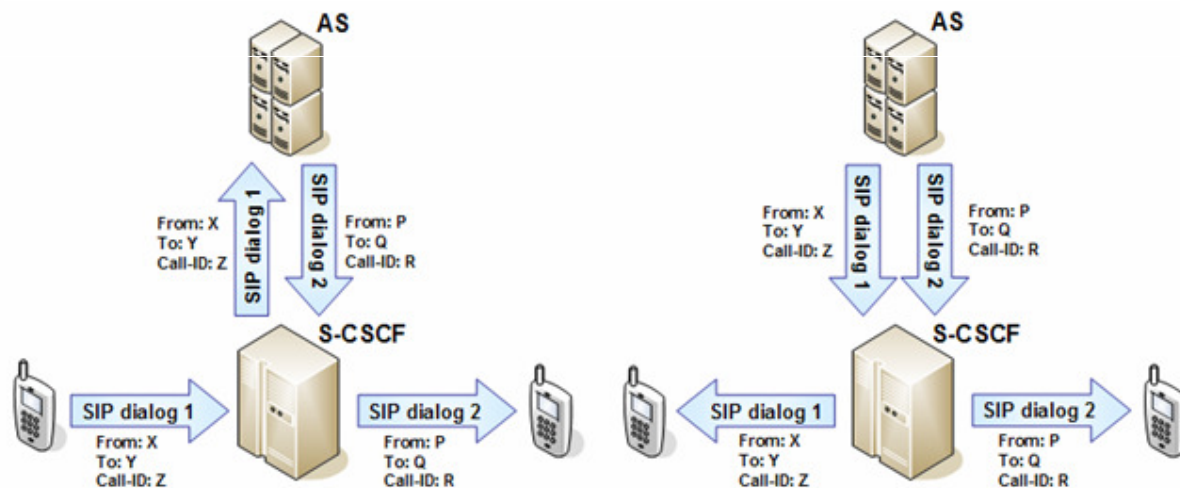 AS
SIP dialog 1
SIP dialog 2
From: X
To: Y
Call-ID: Z
From: P
To: Q
Call-ID: R
S-CSCF
SIP dialog 1
From: X
To: Y
Call-ID: Z
SIP dialog 2
From: P
To: Q
Call-ID: R
AS
SIP dialog 1
SIP dialog 2
From: X
To: Y
Call-ID: Z
From: P
To: Q
Call-ID: R
S-CSCF
SIP dialog 1
From: X
To: Y
Call-ID: Z
SIP dialog 2
From: P
To: Q
Call-ID: R